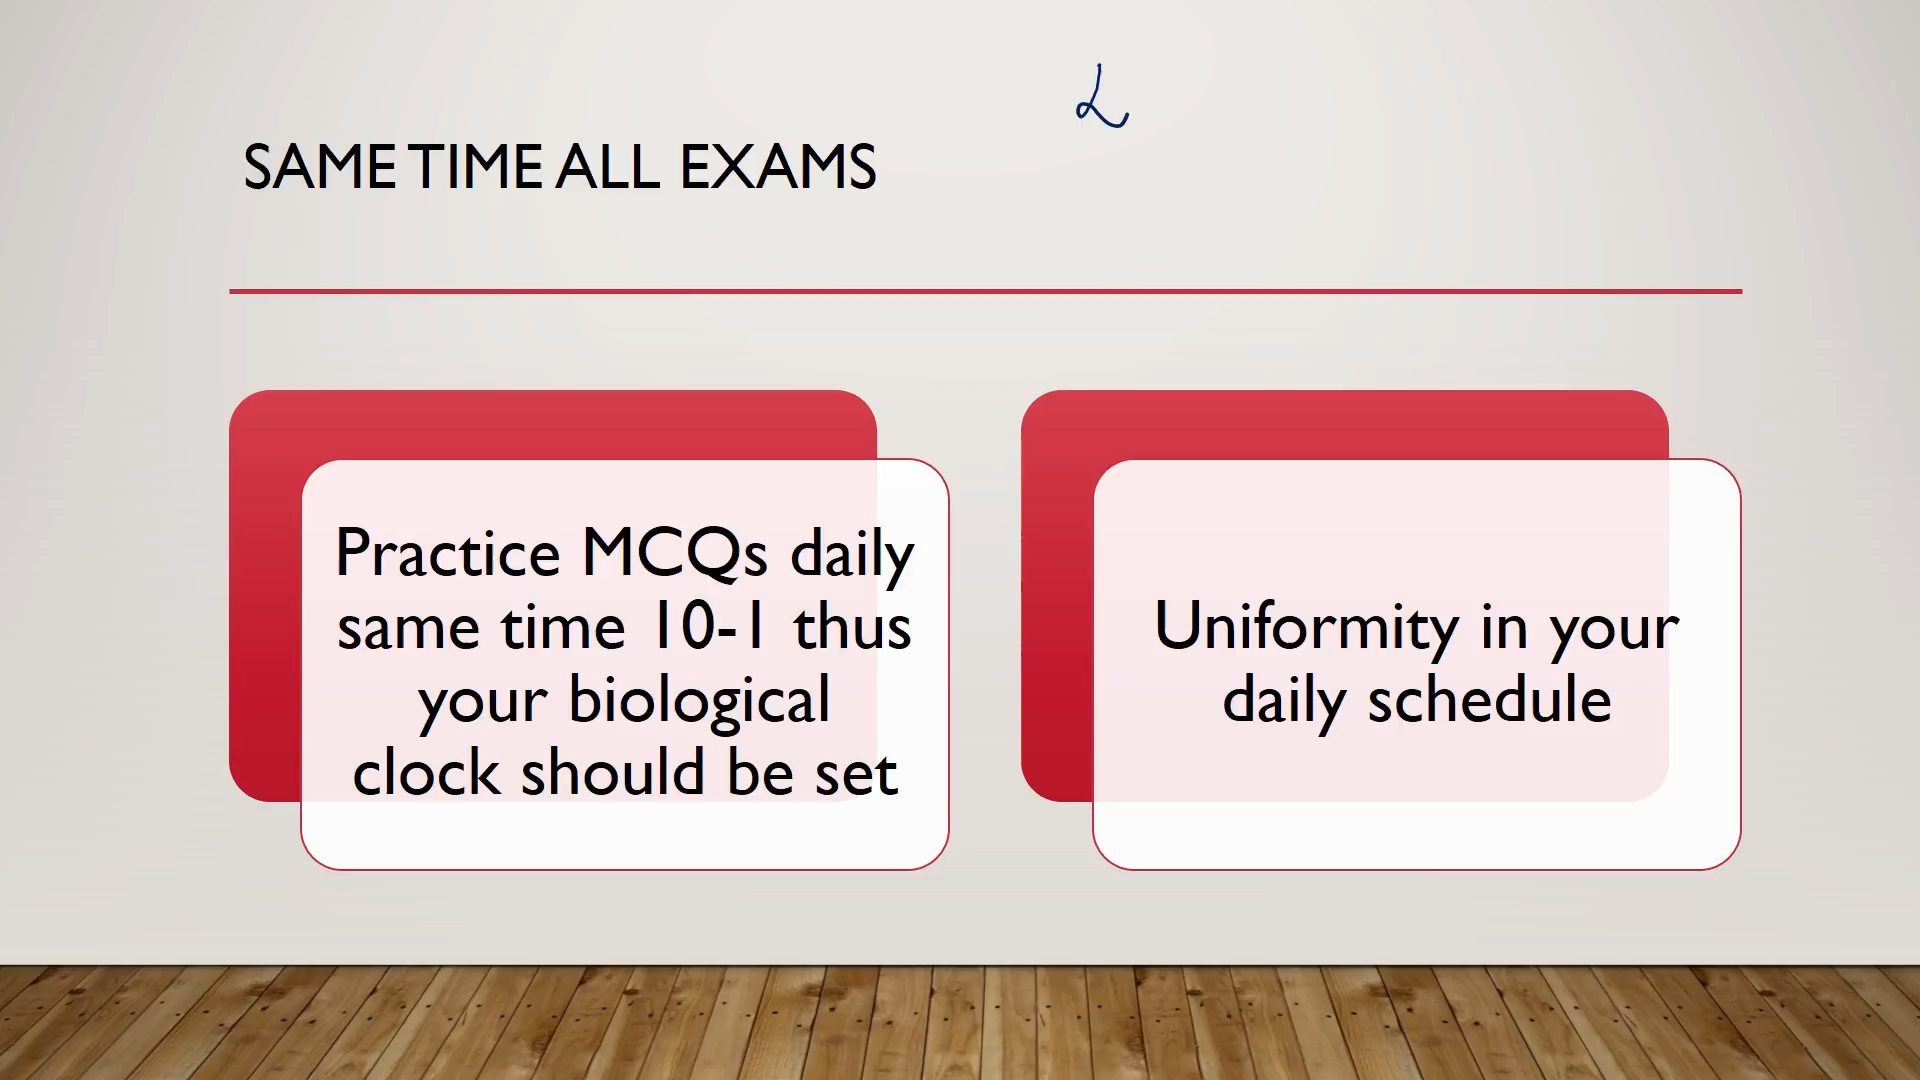 SAME TIME ALL EXAMS
Practice MCQs daily
same time 10-1 thus
your biological
clock should be set
Uniformity in your
daily schedule